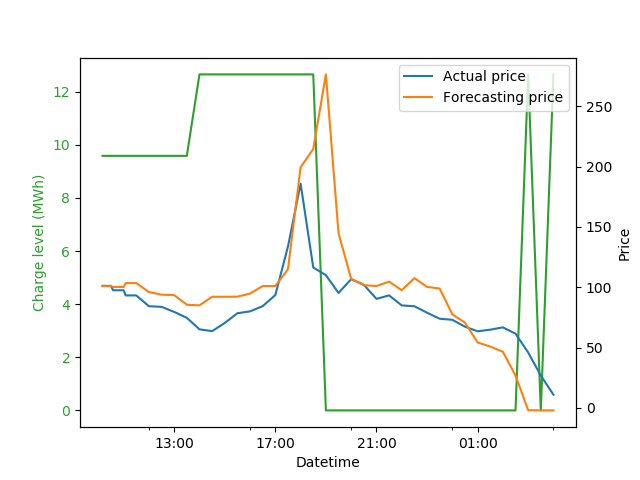 Actual price
Forecasting price
12
10
8
6
4
2
0
Charge level (MWh)
250
200
150
100
50
0
Price
13:00 17:00 21:00 01:00
Datetime